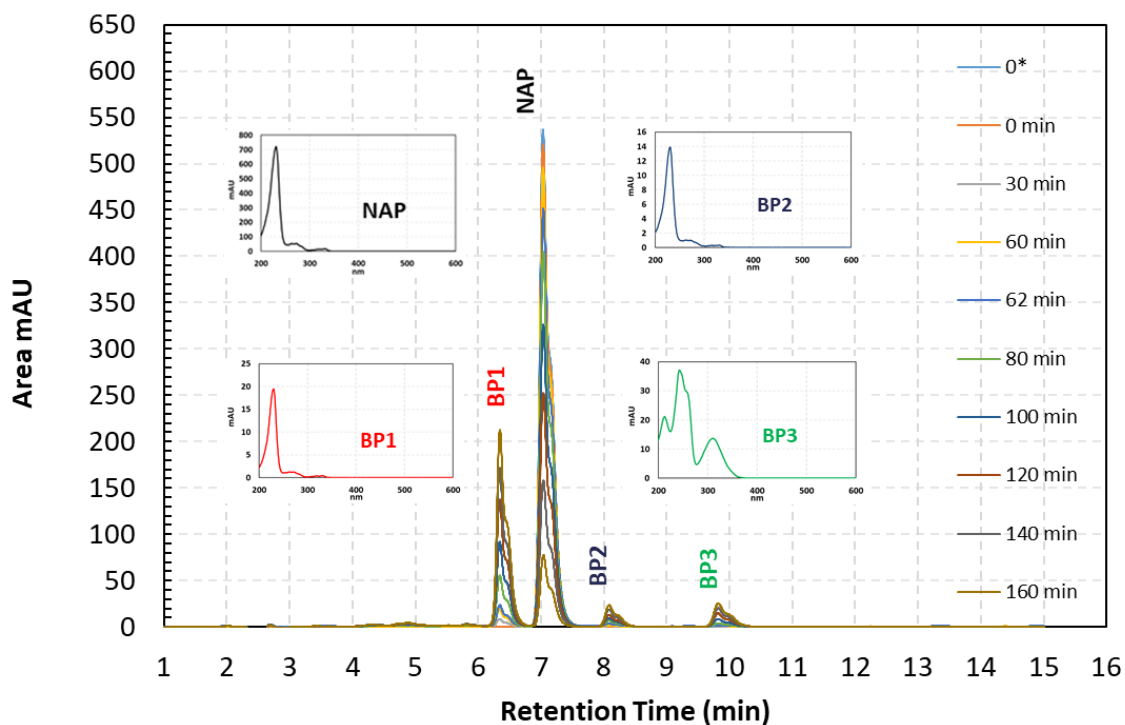 Area mAU
650
600
550
500
450
400
350
300
250
200
150
100
50
0
1 2 3 4 5 6 7 8 9 10 11 12 13 14 15 16
Retention Time (min)
BP1
NAP
BP2
BP3
mAU
800
700
600
500
400
300
200
100
0
NAP
200 300 400 500 600
nm
mAU
16
14
12
10
8
6
4
2
0
BP2
200 300 400 500 600
nm
mAU
25
20
15
10
5
0
BP1
200 300 400 500 600
nm
mAU
40
30
20
10
0
BP3
200 300 400 500 600
nm
0*
0 min
30 min
60 min
62 min
80 min
100 min
120 min
140 min
160 min